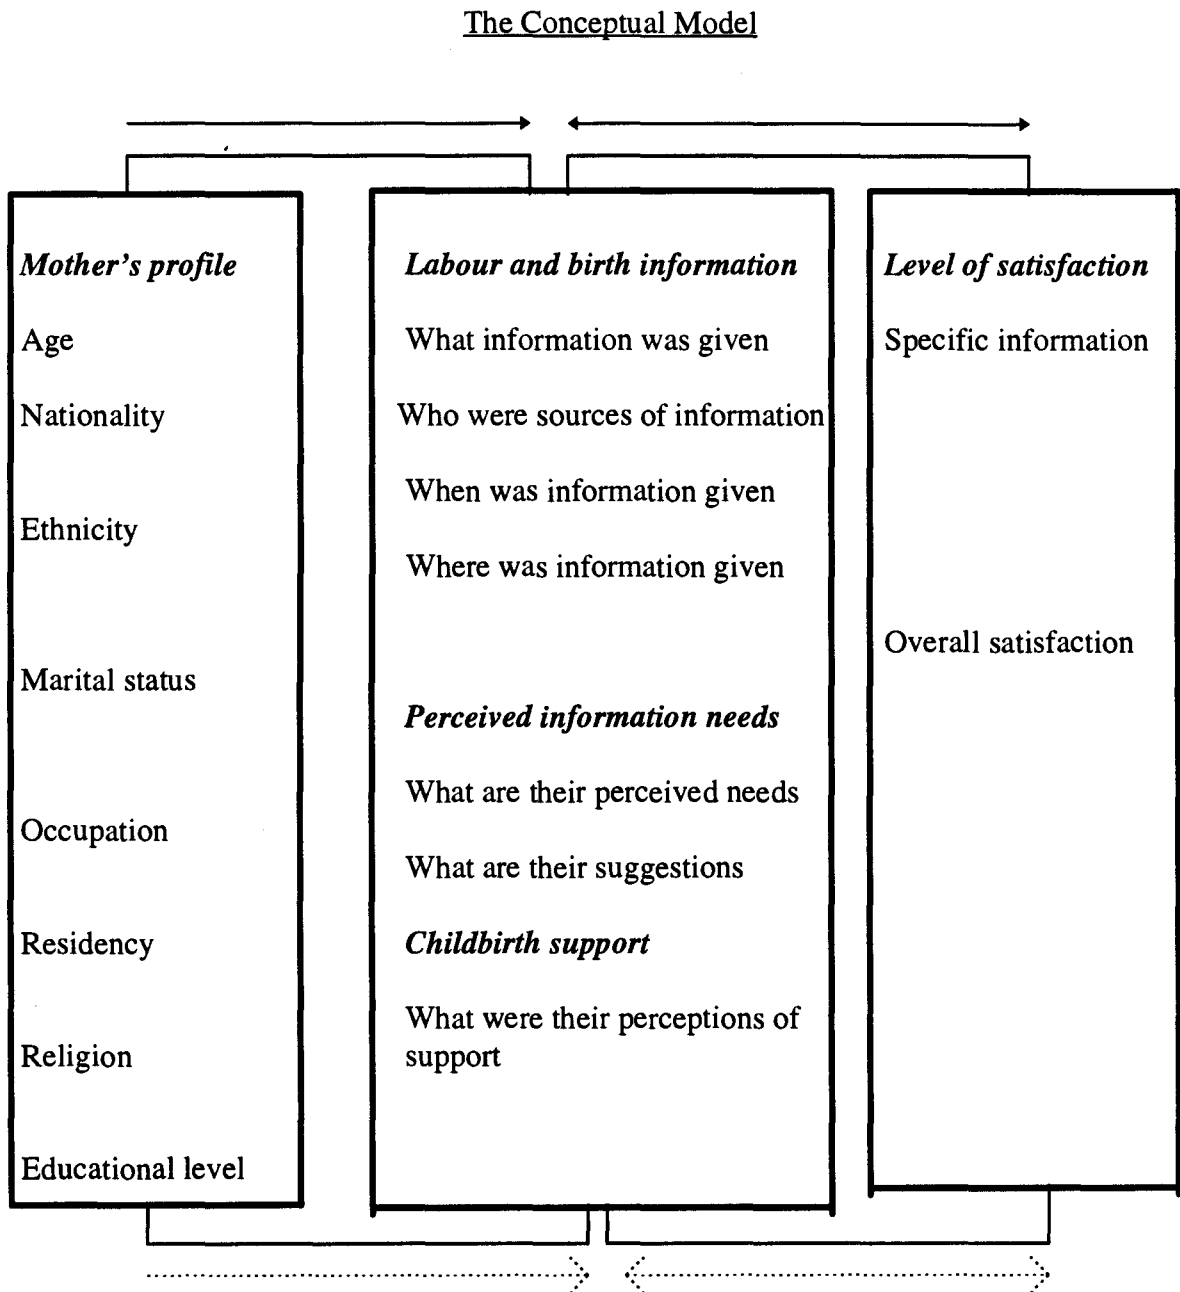 The Conceptual Model
Mother's profile
Age
Nationality
Ethnicity
Marital status
Occupation
Residency
Religion
Educational level
Labour and birth information
What information was given
Who were sources of information
When was information given
Where was information given
Perceived information needs
What are their perceived needs
What are their suggestions
Childbirth support
What were their perceptions of
support
Level of satisfaction
Specific information
Overall satisfaction